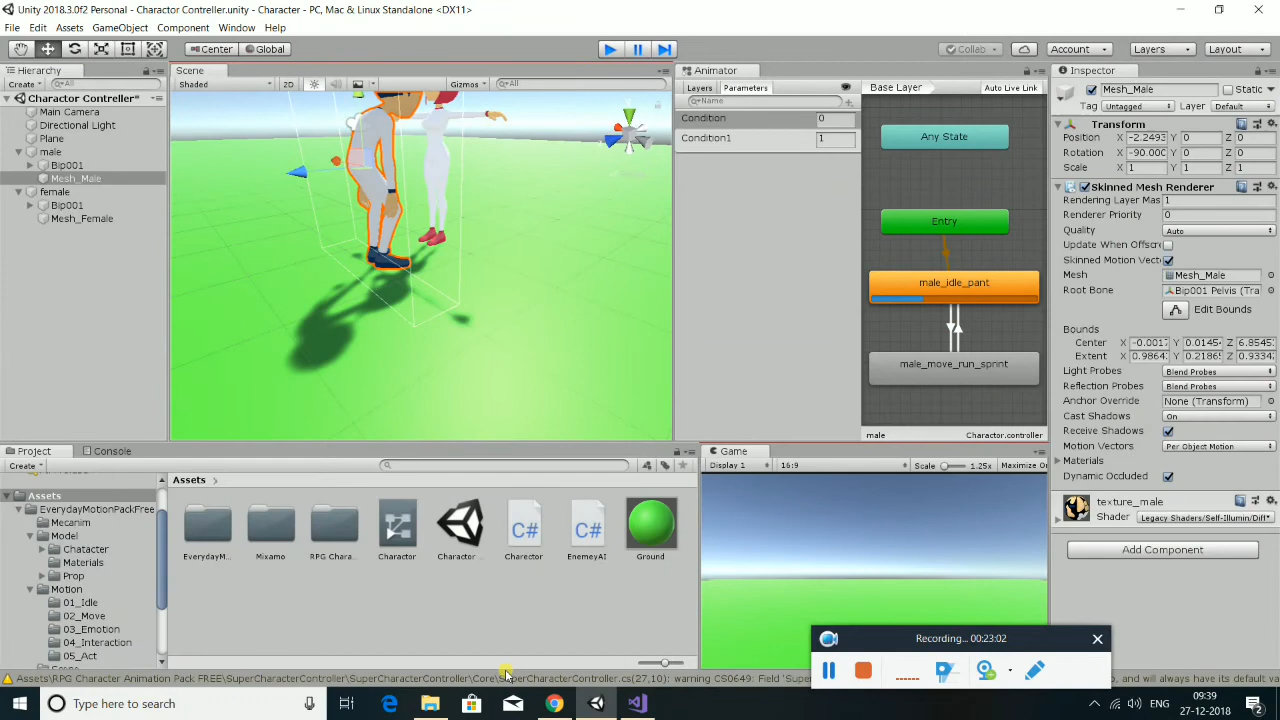 Unity 2018.3.0f2 Personal - Charactor Contriller.unity - Character - PC, Mac & Linux Standalone <DX11>
File Edit Assets GameObject Component Window Help
Center Global Collab Account Layers Layout
Hierarchy
Create All
Charactor Contriller*
Main Camera
Directional Light
Plane
male
Bip001
Mesh_Male
female
Bip001
Mesh_Female
Scene
Shaded 2D Gizmos All
Animator
Layers Parameters Base Layer Auto Live Link
Name
Condition 0
Condition1 1
Any State
Entry
male_idle_pant
male_move_run_sprint
male Character.controller
Inspector
Mesh_Male Static
Tag Untagged Layer Default
Transform
Position X -2.2493 Y 0 Z 0
Rotation X -90.000 Y 0 Z 0
Scale X 1 Y 1 Z 1
Skinned Mesh Renderer
Rendering Layer Mas 1
Renderer Priority 0
Quality Auto
Update When Offscre
Skinned Motion Vect
Mesh Mesh_Male
Root Bone Bip001 Pelvis (Tra
Edit Bounds
Bounds
Center X -0.0017 Y 0.0145 Z 6.8545
Extent X 0.9864 Y 0.2186 Z 0.9334
Light Probes Blend Probes
Reflection Probes Blend Probes
Anchor Override None (Transform)
Cast Shadows On
Receive Shadows
Motion Vectors Per Object Motion
Materials
Dynamic Occluded
texture_male
Shader Legacy Shaders/Self-Illumin/Diff
Add Component
Project Console
Create
Assets
EverydayMotionPackFree
Mecanim
Model
Chatacter
Materials
Prop
Motion
01_Idle
02_Move
03_Emotion
04_Interaction
05_Act
Assets
EverydayM... Mixamo RPG Chara... Charactor Charactor ... Charector EnemeyAI Ground
Game
Display 1 16:9 Scale 1.25x Maximize On
Recording... 00:23:02
Assets\RPG Character Animation Pack FREE\SuperCharacterController\SuperCharacterController\Core\SuperCharacterController.cs(27,10): warning CS0649: Field 'Super
will always have its default va
Type here to search
09:39
27-12-2018
2